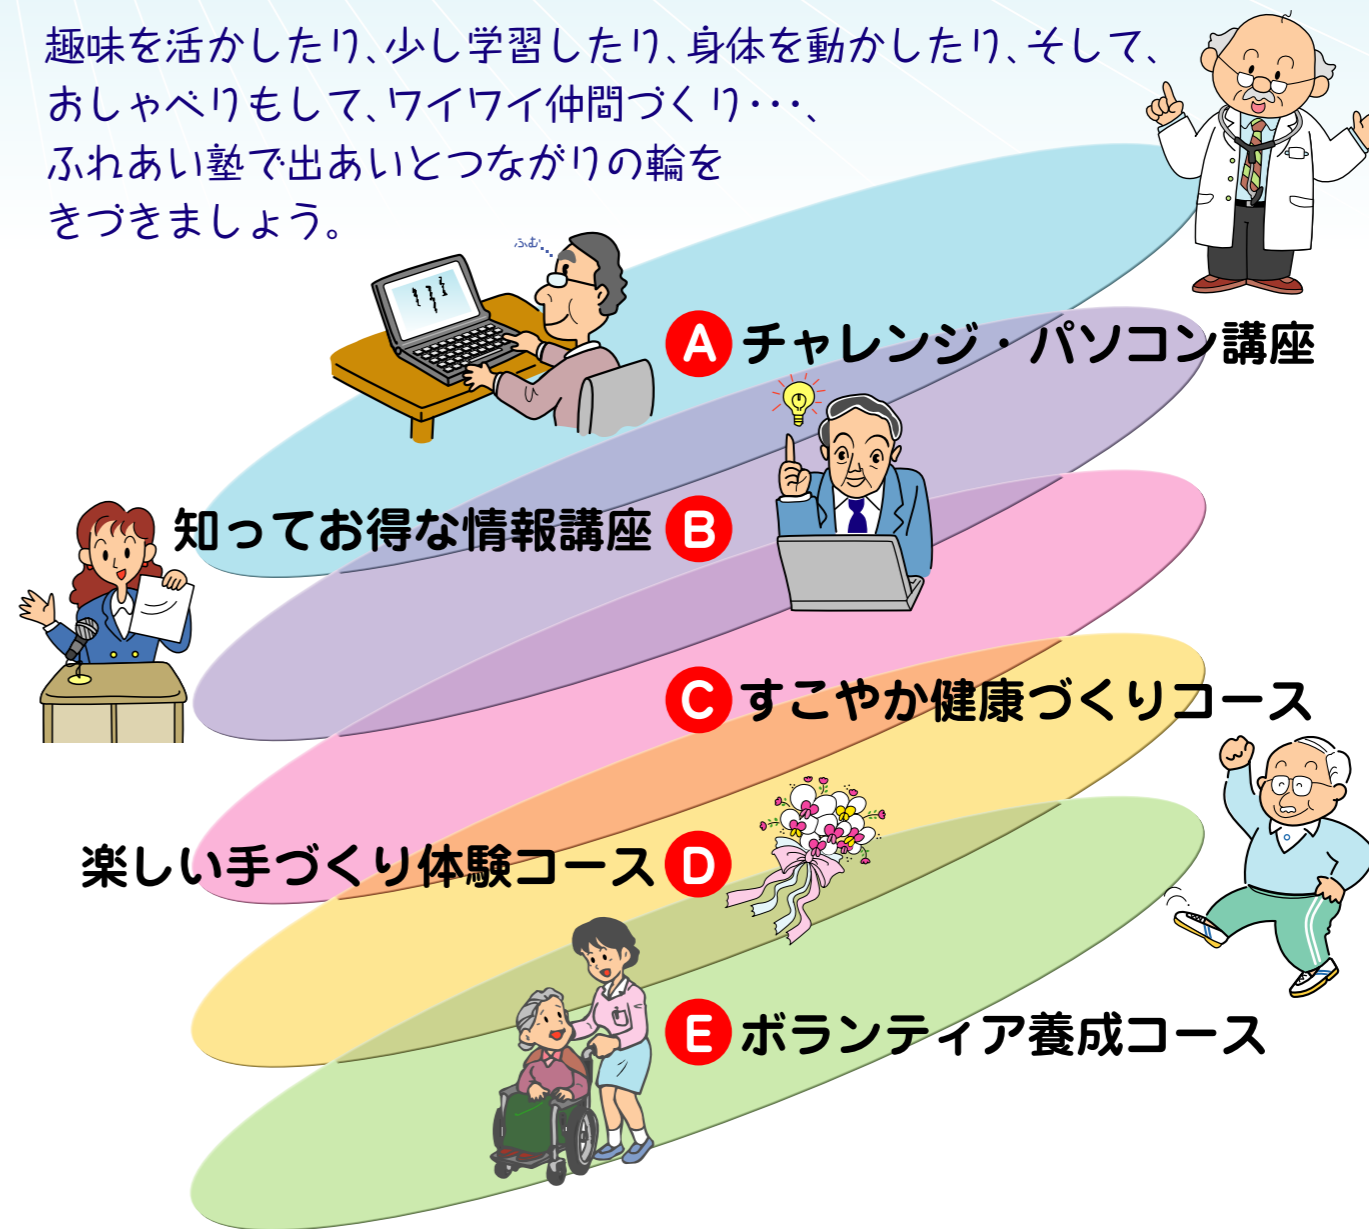 趣味を活かしたり、少し学習したり、身体を動かしたり、そして、
おしゃべりもして、ワイワイ仲間づくり・・・、
ふれあい塾で出あいとつながりの輪を
きづきましょう。
ふむ・・・
A チャレンジ・パソコン講座
知ってお得な情報講座 B
C すこやか健康づくりコース
楽しい手づくり体験コース D
E ボランティア養成コース